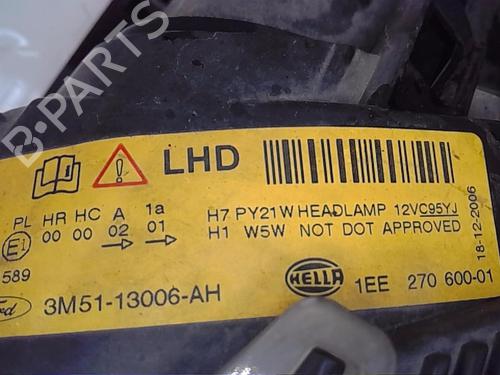 B-PARTS
LHD
PL HR HC A 1a
E1 00 00 02 01
H7 PY21W HEADLAMP 12VC95YJ
H1 W5W NOT DOT APPROVED
18-12-2006
589
HELLA
1EE 270 600-01
Ford 3M51-13006-AH